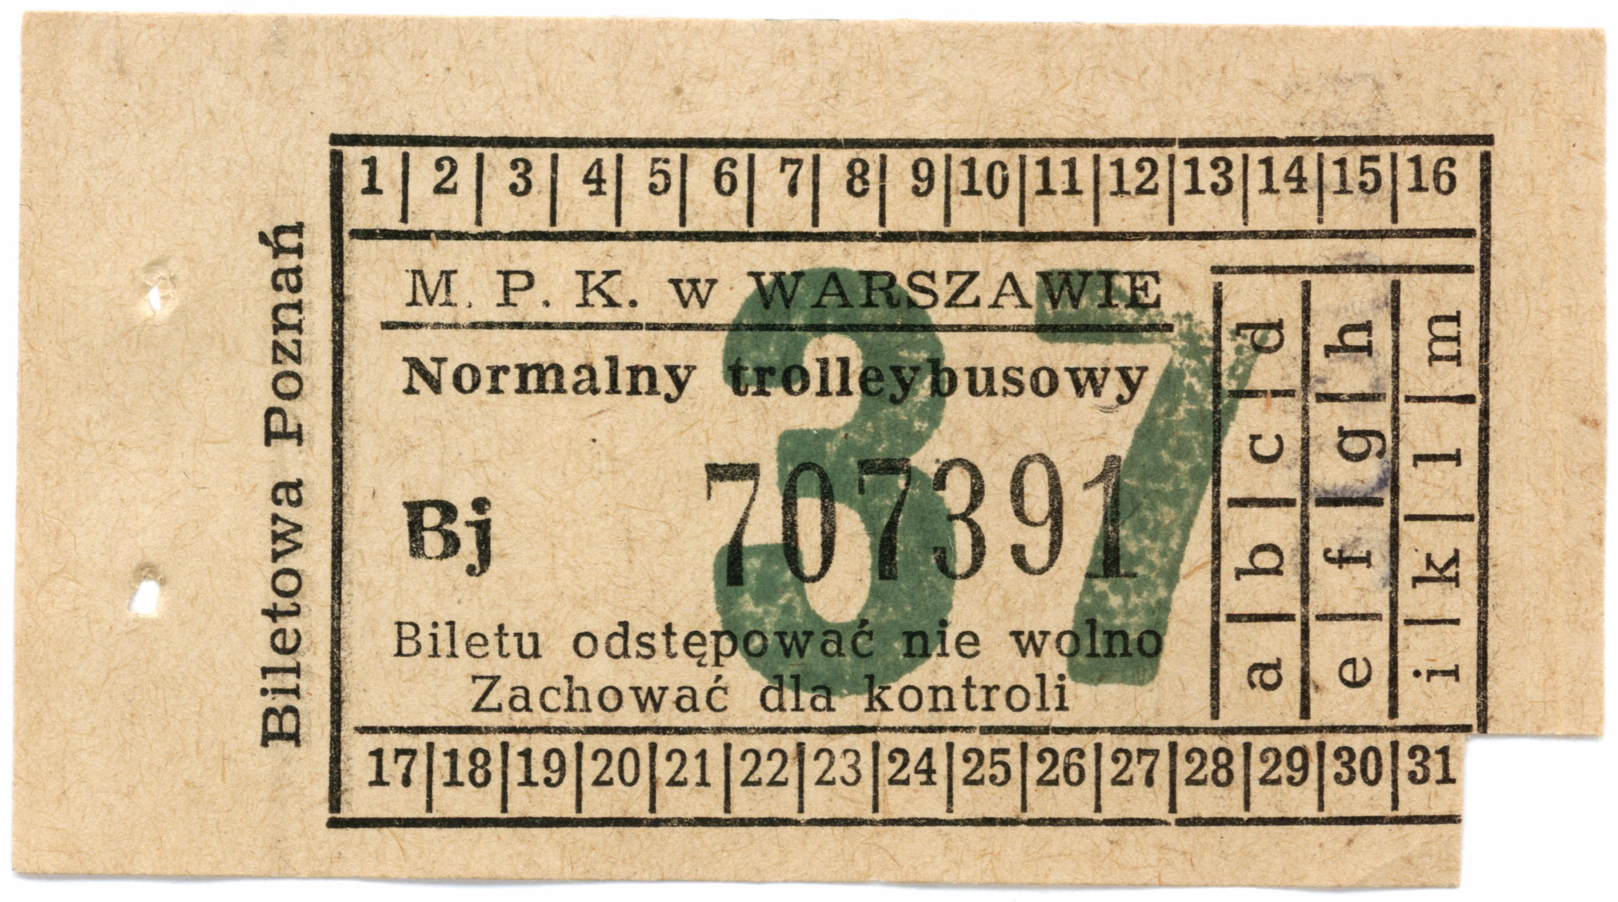 Biletowa Poznań
1 2 3 4 5 6 7 8 9 10 11 12 13 14 15 16
M. P. K. w WARSZAWIE
Normalny trolleybusowy
37
Bj 707391
Biletu odstępować nie wolno
Zachować dla kontroli
a b c d
e f g h
i k l m
17 18 19 20 21 22 23 24 25 26 27 28 29 30 31